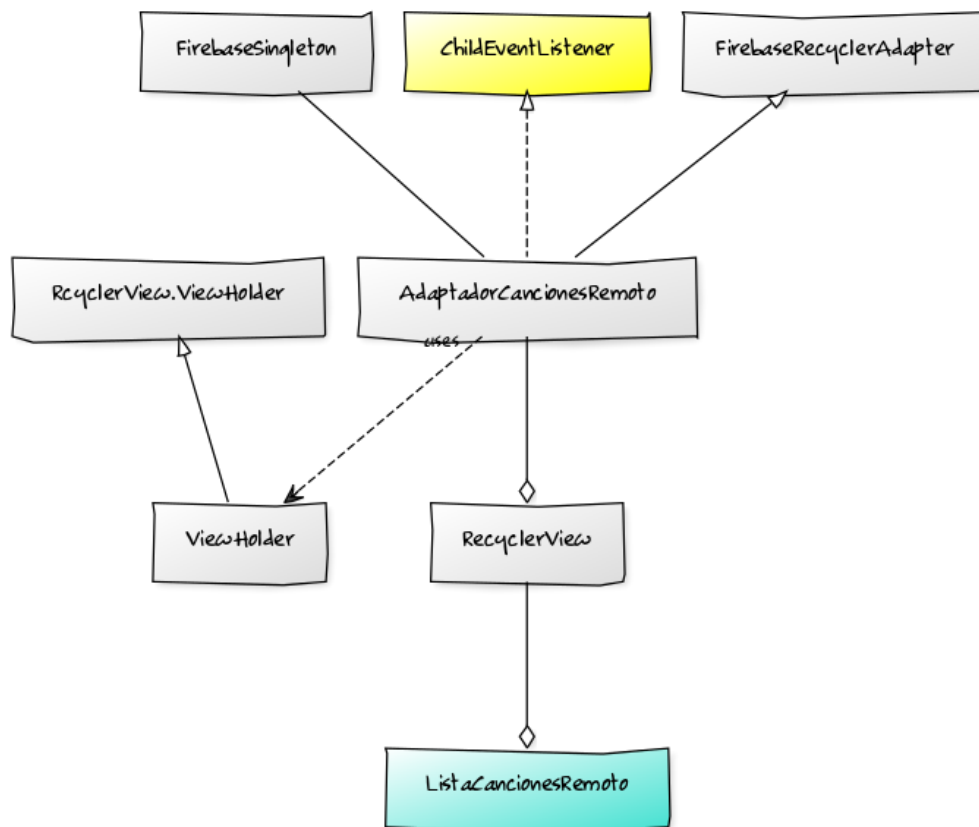 FirebaseSingleton
ChildEventListener
FirebaseRecyclerAdapter
RcyclerView.ViewHolder
AdaptadorCancionesRemoto
uses
ViewHolder
RecyclerView
ListaCancionesRemoto